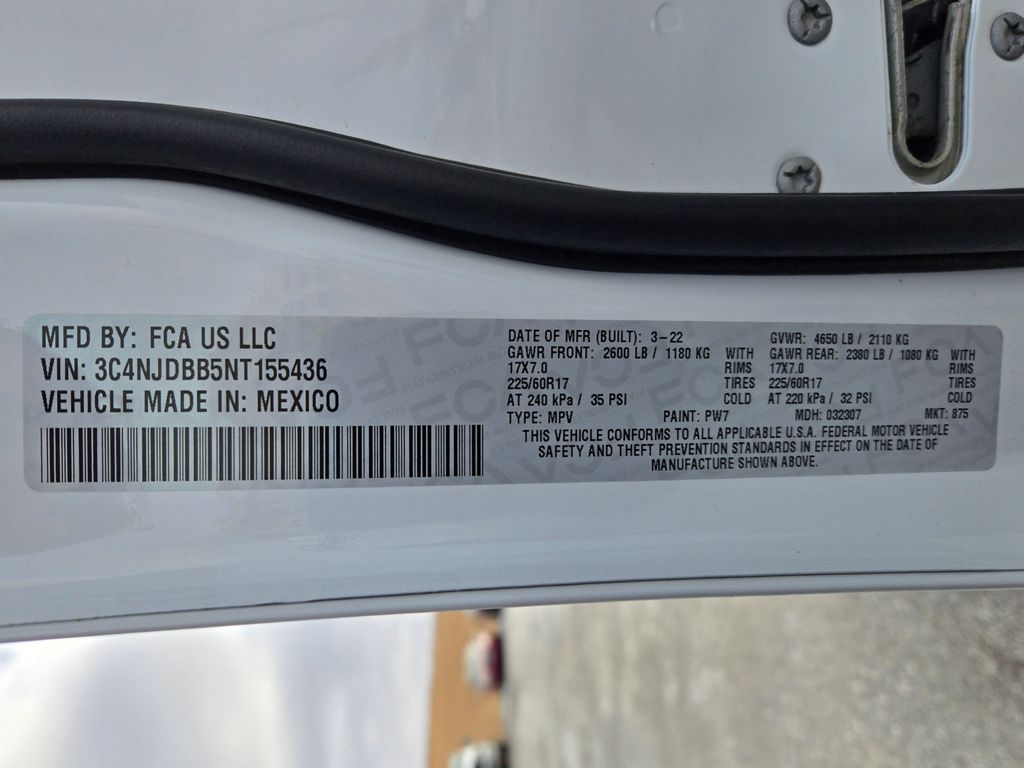 MFD BY: FCA US LLC
VIN: 3C4NJDBB5NT155436
VEHICLE MADE IN: MEXICO
DATE OF MFR (BUILT): 3-22 GVWR: 4650 LB / 2110 KG
GAWR FRONT: 2600 LB / 1180 KG WITH GAWR REAR: 2380 LB / 1080 KG WITH
17X7.0 RIMS 17X7.0 RIMS
225/60R17 TIRES 225/60R17 TIRES
AT 240 kPa / 35 PSI COLD AT 220 kPa / 32 PSI COLD
TYPE: MPV PAINT: PW7 MDH: 032307 MKT: 875
THIS VEHICLE CONFORMS TO ALL APPLICABLE U.S.A. FEDERAL MOTOR VEHICLE
SAFETY AND THEFT PREVENTION STANDARDS IN EFFECT ON THE DATE OF
MANUFACTURE SHOWN ABOVE.